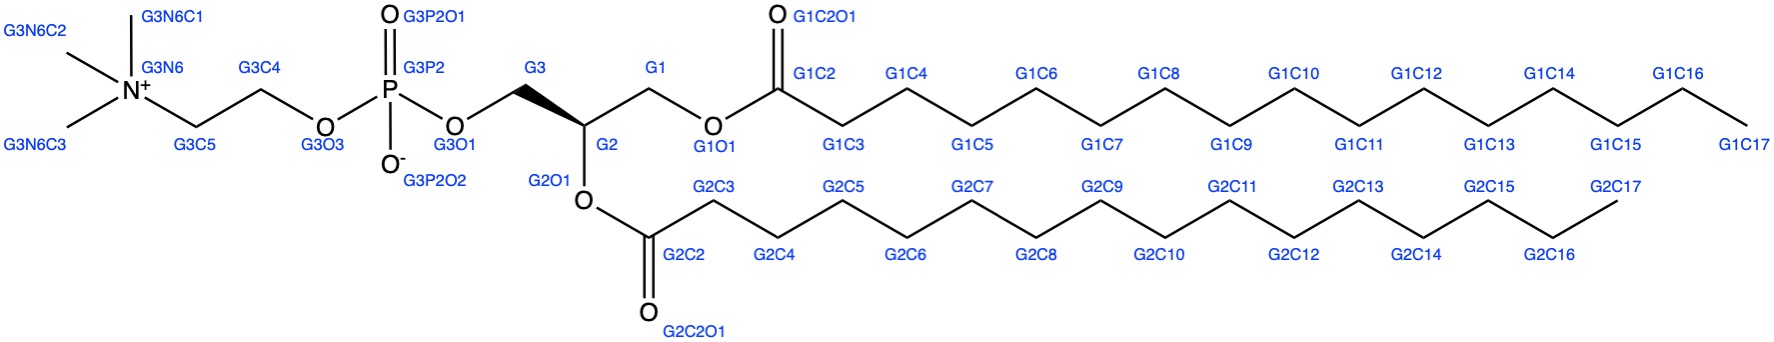 O G3P2O1 O G1C2O1
G3N6C1
G3N6C2
G3N6 G3C4 G3P2 G3 G1 G1C2 G1C4 G1C6 G1C8 G1C10 G1C12 G1C14 G1C16
N+ P
O O O
G3N6C3 G3C5 G3O3 G3O1 G2 G1O1 G1C3 G1C5 G1C7 G1C9 G1C11 G1C13 G1C15 G1C17
O-
G3P2O2 G2O1 G2C3 G2C5 G2C7 G2C9 G2C11 G2C13 G2C15 G2C17
O
G2C2 G2C4 G2C6 G2C8 G2C10 G2C12 G2C14 G2C16
O
G2C2O1